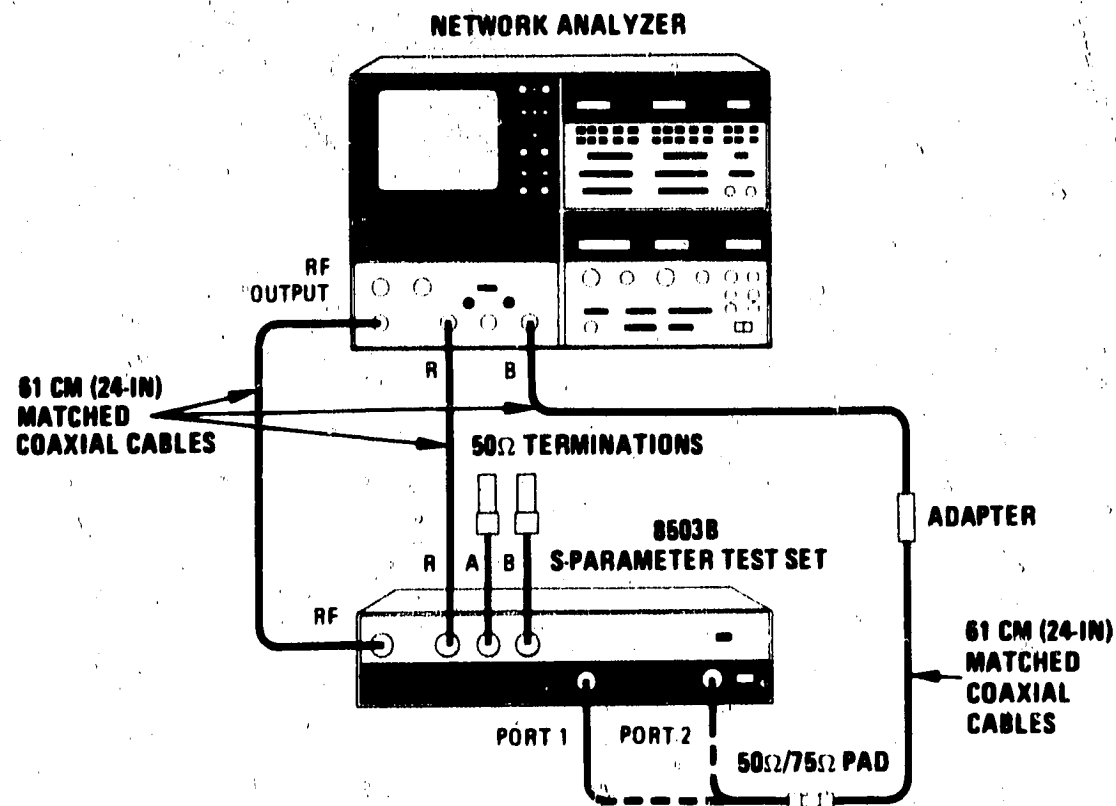 NETWORK ANALYZER
RF
OUTPUT
R
B
61 CM (24-IN)
MATCHED
COAXIAL CABLES
50Ω TERMINATIONS
ADAPTER
8503B
S-PARAMETER TEST SET
R
A
B
RF
61 CM (24-IN)
MATCHED
COAXIAL
CABLES
PORT 1
PORT 2
50Ω/75Ω PAD